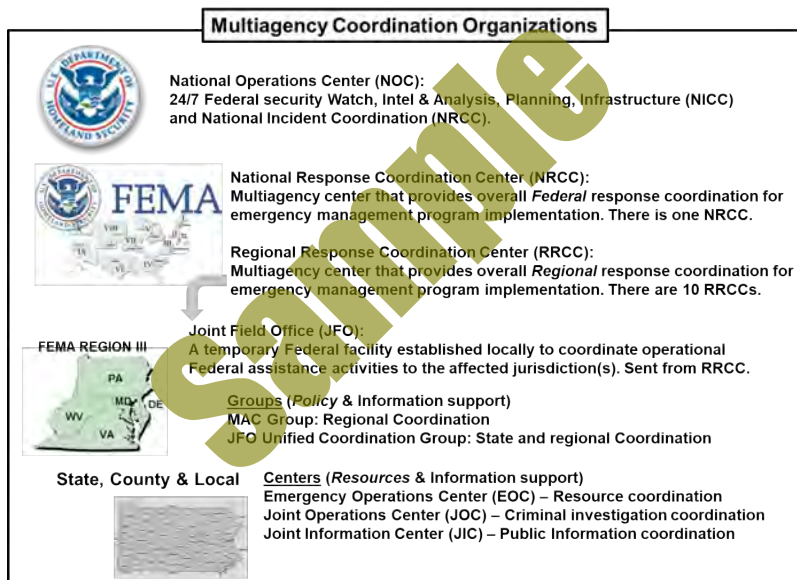 Multiagency Coordination Organizations
U.S. DEPARTMENT OF
HOMELAND SECURITY
National Operations Center (NOC):
24/7 Federal security Watch, Intel & Analysis, Planning, Infrastructure (NICC)
and National Incident Coordination (NRCC).
FEMA
National Response Coordination Center (NRCC):
Multiagency center that provides overall Federal response coordination for
emergency management program implementation. There is one NRCC.
Regional Response Coordination Center (RRCC):
Multiagency center that provides overall Regional response coordination for
emergency management program implementation. There are 10 RRCCs.
Joint Field Office (JFO):
A temporary Federal facility established locally to coordinate operational
Federal assistance activities to the affected jurisdiction(s). Sent from RRCC.
FEMA REGION III
PA
MD
DE
WV
VA
Groups (Policy & Information support)
MAC Group: Regional Coordination
JFO Unified Coordination Group: State and regional Coordination
State, County & Local
Centers (Resources & Information support)
Emergency Operations Center (EOC) – Resource coordination
Joint Operations Center (JOC) – Criminal investigation coordination
Joint Information Center (JIC) – Public Information coordination
Sample